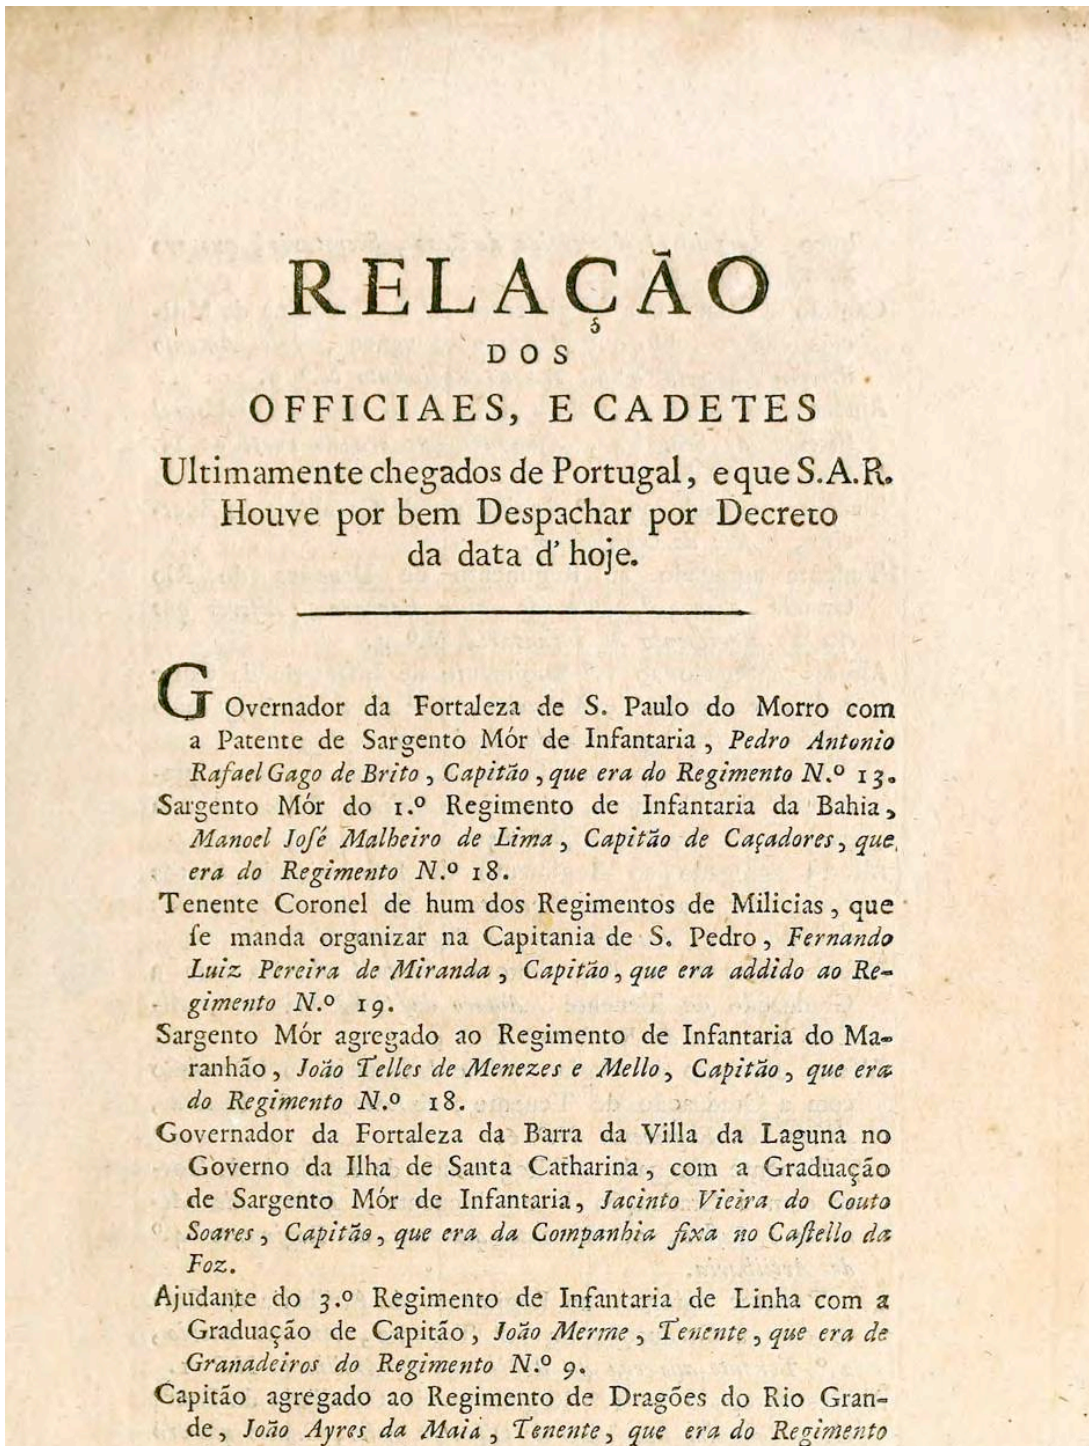 RELAÇÃO
DOS
OFFICIAES, E CADETES
Ultimamente chegados de Portugal, e que S.A.R.
Houve por bem Despachar por Decreto
da data d' hoje.
GOvernador da Fortaleza de S. Paulo do Morro com
a Patente de Sargento Mór de Infantaria, Pedro Antonio
Rafael Gago de Brito, Capitão, que era do Regimento N.º 13.
Sargento Mór do 1.º Regimento de Infantaria da Bahia,
Manoel Joſé Malheiro de Lima, Capitão de Caçadores, que
era do Regimento N.º 18.
Tenente Coronel de hum dos Regimentos de Milicias, que
ſe manda organizar na Capitania de S. Pedro, Fernando
Luiz Pereira de Miranda, Capitão, que era addido ao Re-
gimento N.º 19.
Sargento Mór agregado ao Regimento de Infantaria do Ma-
ranhão, João Telles de Menezes e Mello, Capitão, que era
do Regimento N.º 18.
Governador da Fortaleza da Barra da Villa da Laguna no
Governo da Ilha de Santa Catharina, com a Graduação
de Sargento Mór de Infantaria, Jacinto Vieira do Couto
Soares, Capitão, que era da Companhia fixa no Caſtello da
Foz.
Ajudante do 3.º Regimento de Infantaria de Linha com a
Graduação de Capitão, João Merme, Tenente, que era de
Granadeiros do Regimento N.º 9.
Capitão agregado ao Regimento de Dragões do Rio Gran-
de, João Ayres da Maia, Tenente, que era do Regimento